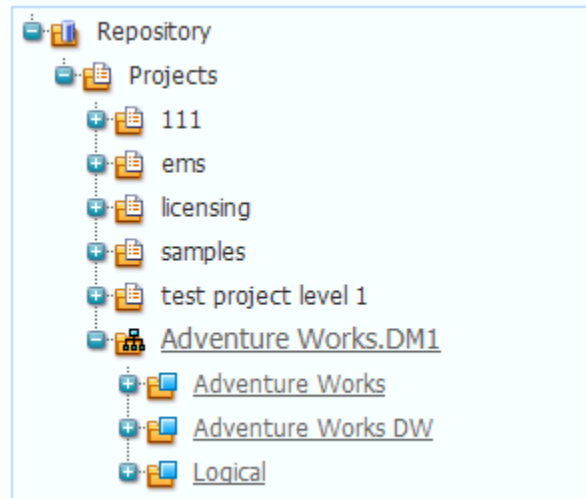 Repository
Projects
111
ems
licensing
samples
test project level 1
Adventure Works.DM1
Adventure Works
Adventure Works DW
Logical